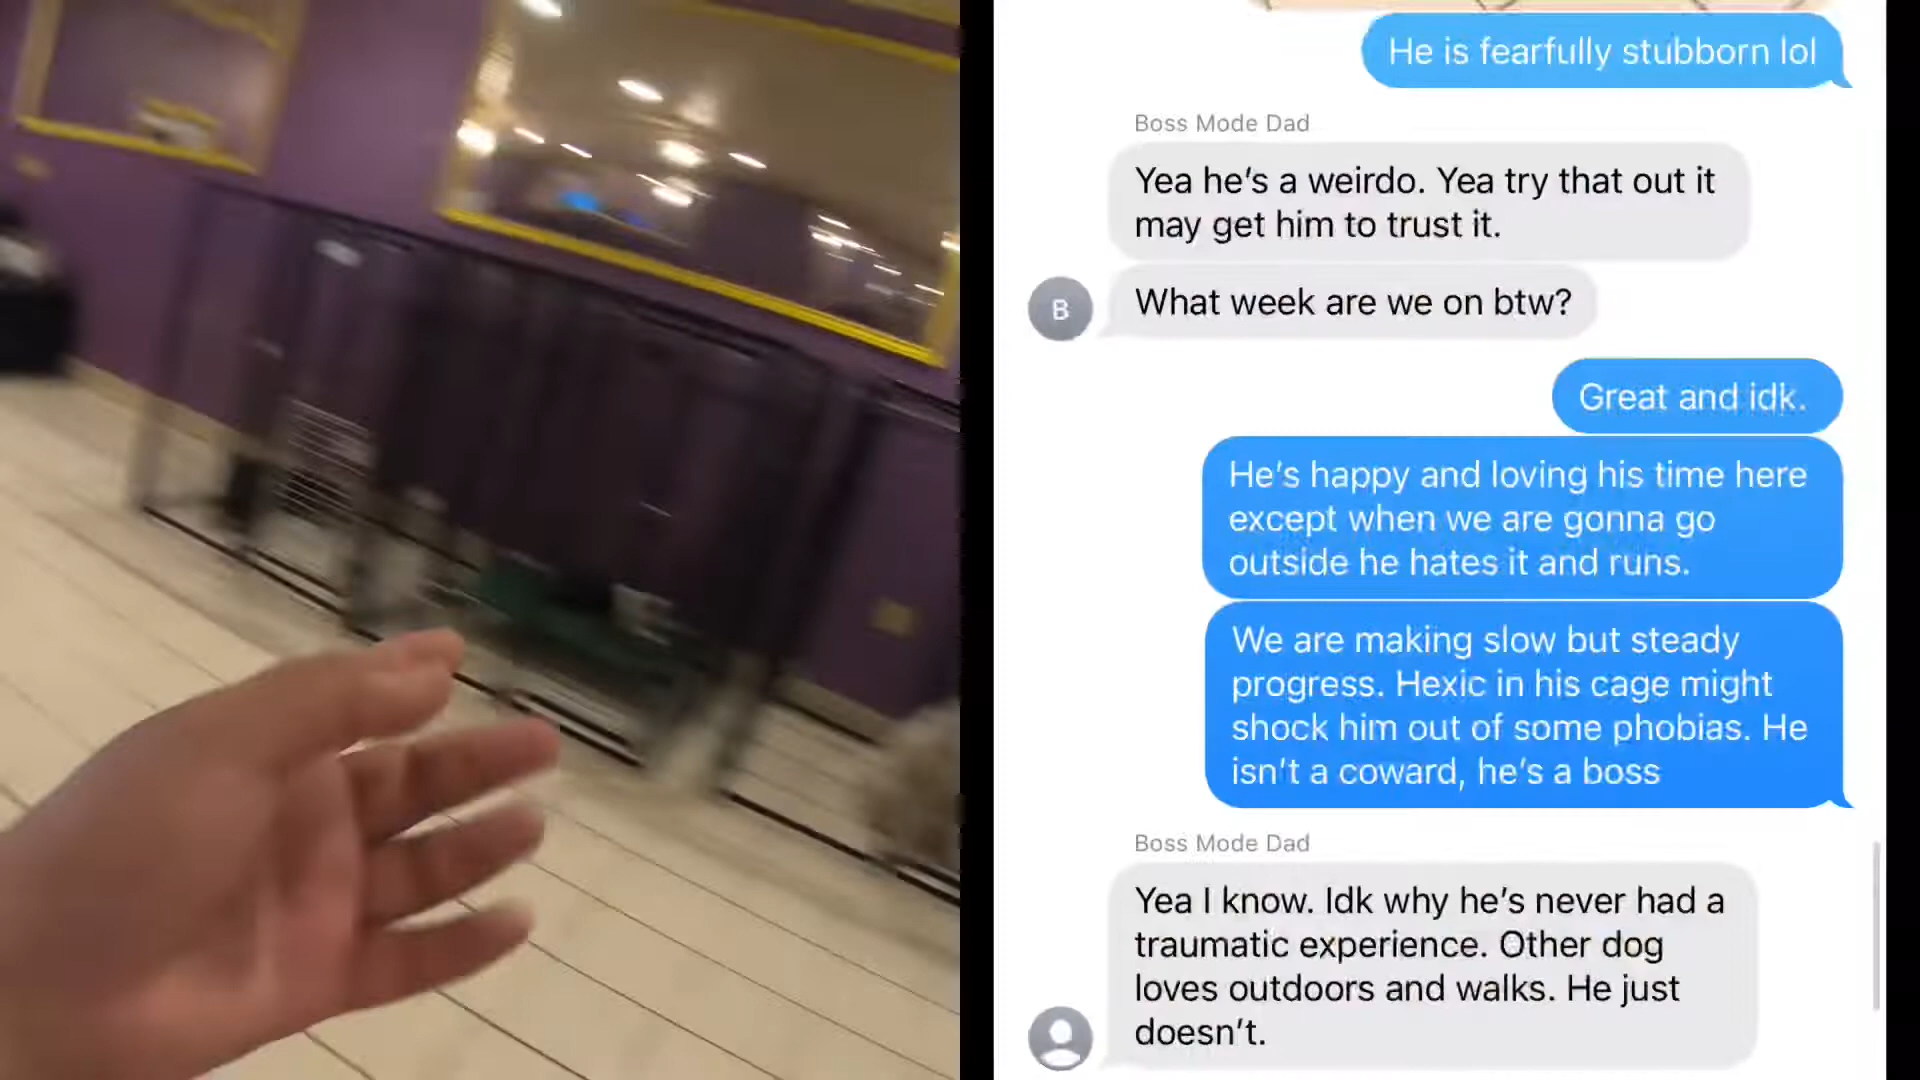 He is fearfully stubborn lol
Boss Mode Dad
Yea he's a weirdo. Yea try that out it
may get him to trust it.
B
What week are we on btw?
Great and idk.
He's happy and loving his time here
except when we are gonna go
outside he hates it and runs.
We are making slow but steady
progress. Hexic in his cage might
shock him out of some phobias. He
isn't a coward, he's a boss
Boss Mode Dad
Yea I know. Idk why he's never had a
traumatic experience. Other dog
loves outdoors and walks. He just
doesn't.